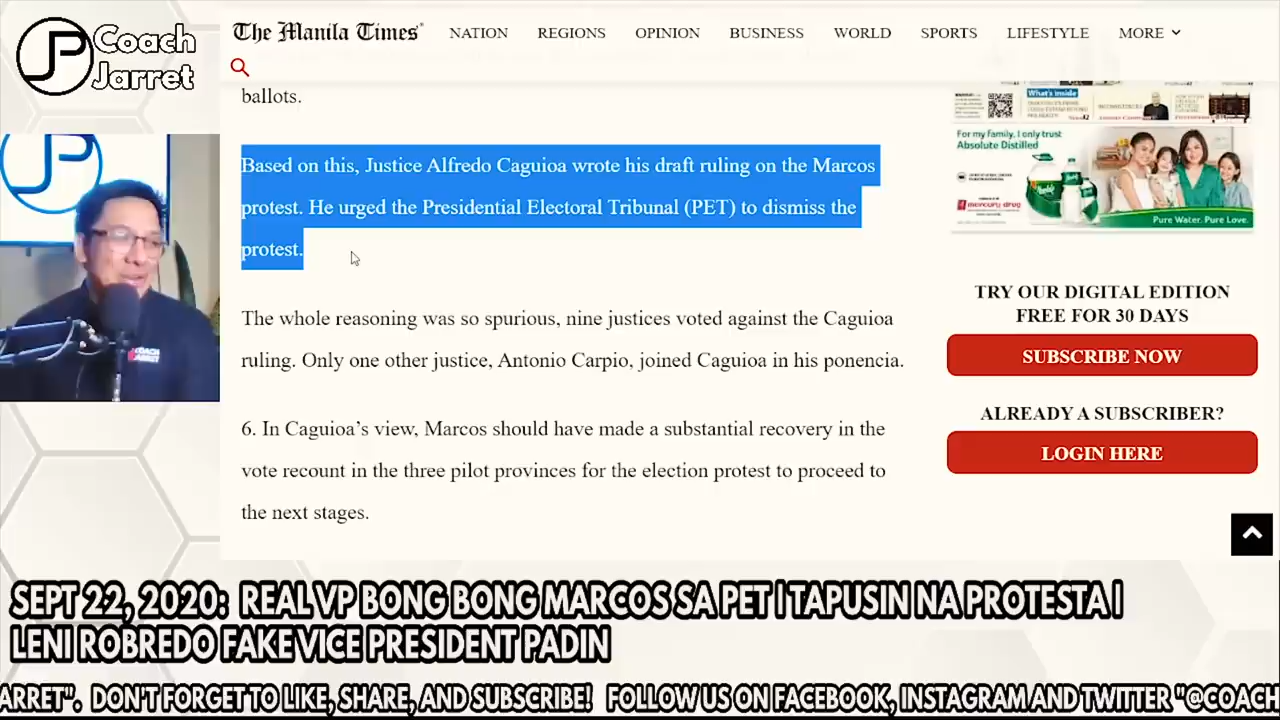 Coach
Jarret
The Manila Times
NATION
REGIONS
OPINION
BUSINESS
WORLD
SPORTS
LIFESTYLE
MORE
ballots.
Based on this, Justice Alfredo Caguioa wrote his draft ruling on the Marcos
protest. He urged the Presidential Electoral Tribunal (PET) to dismiss the
protest.
The whole reasoning was so spurious, nine justices voted against the Caguioa
ruling. Only one other justice, Antonio Carpio, joined Caguioa in his ponencia.
6. In Caguioa’s view, Marcos should have made a substantial recovery in the
vote recount in the three pilot provinces for the election protest to proceed to
the next stages.
What's inside
For my family, I only trust
Absolute Distilled
mercury drug
Pure Water. Pure Love.
TRY OUR DIGITAL EDITION
FREE FOR 30 DAYS
SUBSCRIBE NOW
ALREADY A SUBSCRIBER?
LOGIN HERE
COACH
JARRET
SEPT 22, 2020: REAL VP BONG BONG MARCOS SA PET | TAPUSIN NA PROTESTA |
LENI ROBREDO FAKE VICE PRESIDENT PADIN
ARRET". DON'T FORGET TO LIKE, SHARE, AND SUBSCRIBE! FOLLOW US ON FACEBOOK, INSTAGRAM AND TWITTER "@COACH